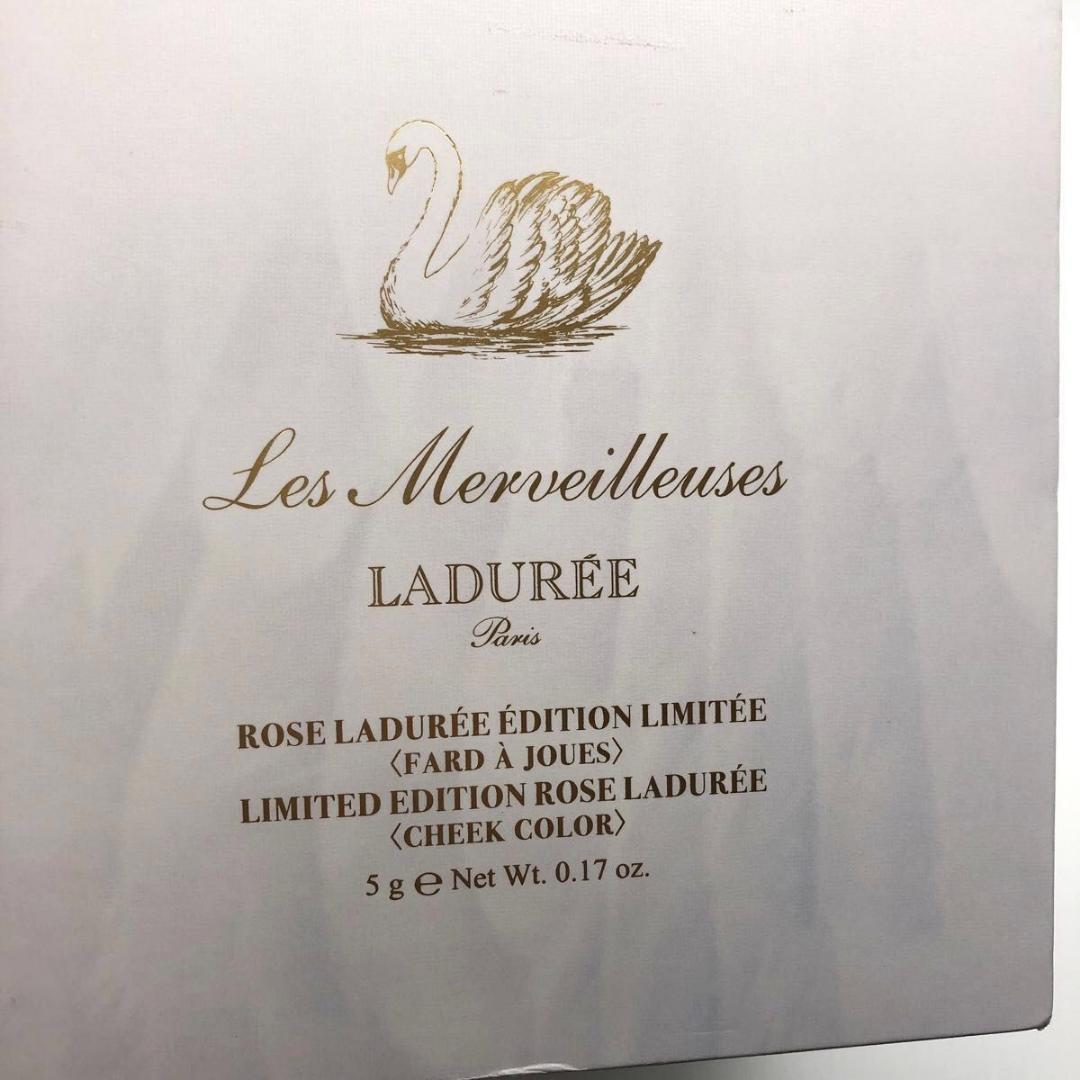 Les Merveilleuses
LADURÉE
Paris
ROSE LADURÉE ÉDITION LIMITÉE
〈FARD À JOUES〉
LIMITED EDITION ROSE LADURÉE
〈CHEEK COLOR〉
5 g ℮ Net Wt. 0.17 oz.